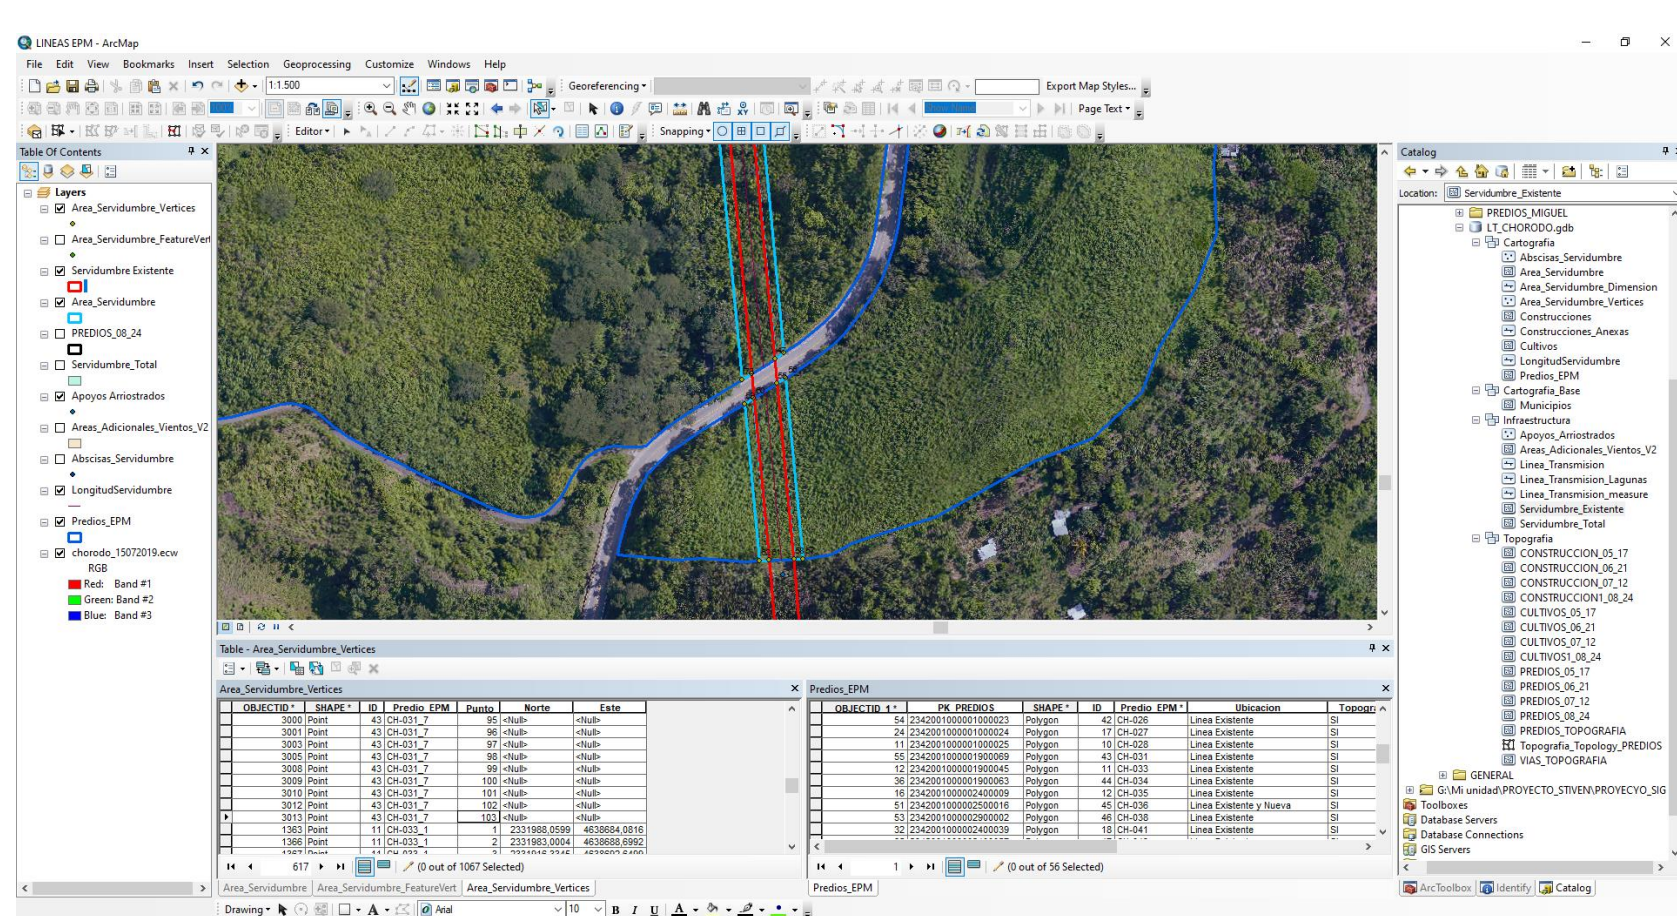 LINEAS EPM - ArcMap
File Edit View Bookmarks Insert Selection Geoprocessing Customize Windows Help
1:1.500
Georeferencing
Export Map Styles...
Show Name
Page Text
Editor
Snapping
Table Of Contents
Layers
Area_Servidumbre_Vertices
Area_Servidumbre_FeatureVert
Servidumbre Existente
Area_Servidumbre
PREDIOS_08_24
Servidumbre_Total
Apoyos Arriostrados
Areas_Adicionales_Vientos_V2
Abscisas_Servidumbre
LongitudServidumbre
Predios_EPM
chorodo_15072019.ecw
RGB
Red: Band #1
Green: Band #2
Blue: Band #3
Table - Area_Servidumbre_Vertices
Area_Servidumbre_Vertices
OBJECTID * SHAPE * ID Predio_EPM Punto Norte Este
3000 Point 43 CH-031_7 95 <Null> <Null>
3001 Point 43 CH-031_7 96 <Null> <Null>
3003 Point 43 CH-031_7 97 <Null> <Null>
3005 Point 43 CH-031_7 98 <Null> <Null>
3008 Point 43 CH-031_7 99 <Null> <Null>
3009 Point 43 CH-031_7 100 <Null> <Null>
3010 Point 43 CH-031_7 101 <Null> <Null>
3012 Point 43 CH-031_7 102 <Null> <Null>
3013 Point 43 CH-031_7 103 <Null> <Null>
1363 Point 11 CH-033_1 1 2331988,0599 4638684,0816
1366 Point 11 CH-033_1 2 2331983,0004 4638688,6992
617
(0 out of 1067 Selected)
Area_Servidumbre Area_Servidumbre_FeatureVert Area_Servidumbre_Vertices
Predios_EPM
OBJECTID_1 * PK_PREDIOS SHAPE * ID Predio_EPM * Ubicacion Topogra
54 2342001000001000023 Polygon 42 CH-026 Linea Existente SI
24 2342001000001000024 Polygon 17 CH-027 Linea Existente SI
11 2342001000001000025 Polygon 10 CH-028 Linea Existente SI
55 2342001000001900069 Polygon 43 CH-031 Linea Existente SI
12 2342001000001900045 Polygon 11 CH-033 Linea Existente SI
36 2342001000001900063 Polygon 44 CH-034 Linea Existente SI
16 2342001000002400009 Polygon 12 CH-035 Linea Existente SI
51 2342001000002500016 Polygon 45 CH-036 Linea Existente y Nueva SI
53 2342001000002900002 Polygon 46 CH-038 Linea Existente SI
32 2342001000002400039 Polygon 18 CH-041 Linea Existente SI
1
(0 out of 56 Selected)
Predios_EPM
Drawing
A
Arial
10
B I U A
Catalog
Location: Servidumbre_Existente
PREDIOS_MIGUEL
LT_CHORODO.gdb
Cartografia
Abscisas_Servidumbre
Area_Servidumbre
Area_Servidumbre_Dimension
Area_Servidumbre_Vertices
Construcciones
Construcciones_Anexas
Cultivos
LongitudServidumbre
Predios_EPM
Cartografia_Base
Municipios
Infraestructura
Apoyos_Arriostrados
Areas_Adicionales_Vientos_V2
Linea_Transmision
Linea_Transmision_Lagunas
Linea_Transmision_measure
Servidumbre_Existente
Servidumbre_Total
Topografia
CONSTRUCCION_05_17
CONSTRUCCION_06_21
CONSTRUCCION_07_12
CONSTRUCCION1_08_24
CULTIVOS_05_17
CULTIVOS_06_21
CULTIVOS_07_12
CULTIVOS1_08_24
PREDIOS_05_17
PREDIOS_06_21
PREDIOS_07_12
PREDIOS_08_24
PREDIOS_TOPOGRAFIA
Topografia_Topology_PREDIOS
VIAS_TOPOGRAFIA
GENERAL
G:\Mi unidad\PROYECTO_STIVEN\PROYECYO_SIG
Toolboxes
Database Servers
Database Connections
GIS Servers
ArcToolbox Identify Catalog